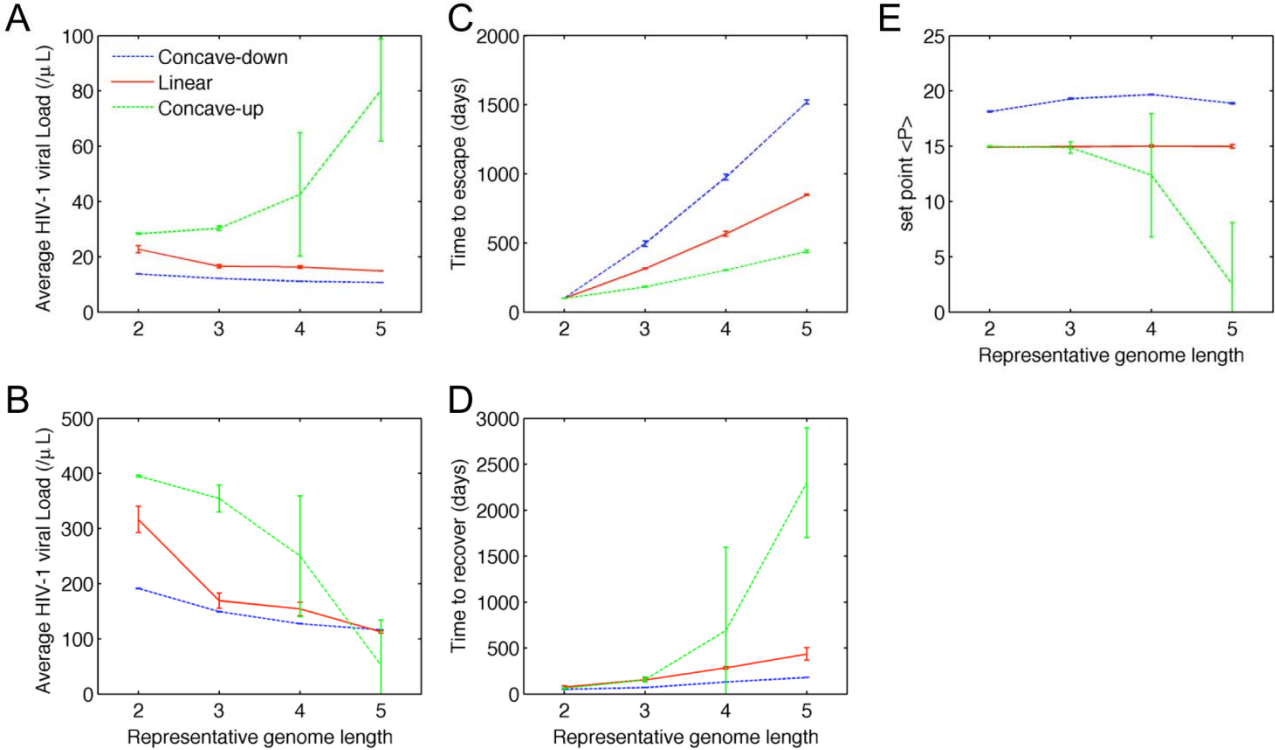 A
Average HIV-1 viral Load (/μ L)
100
80
60
40
20
0
Concave-down
Linear
Concave-up
2 3 4 5
C
Time to escape (days)
2000
1500
1000
500
0
2 3 4 5
E
set point <P>
25
20
15
10
5
0
2 3 4 5
Representative genome length
B
Average HIV-1 viral Load (/μ L)
500
400
300
200
100
0
2 3 4 5
Representative genome length
D
Time to recover (days)
3000
2500
2000
1500
1000
500
0
2 3 4 5
Representative genome length